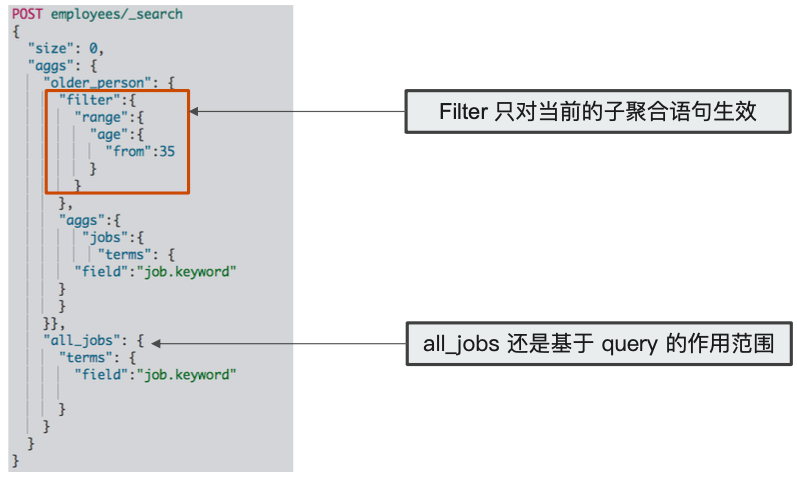 POST employees/_search
{
"size": 0,
"aggs": {
"older_person": {
"filter":{
"range":{
"age":{
"from":35
}
}
},
"aggs":{
"jobs":{
"terms": {
"field":"job.keyword"
}
}
}},
"all_jobs": {
"terms": {
"field":"job.keyword"
}
}
}
}
Filter 只对当前的子聚合语句生效
all_jobs 还是基于 query 的作用范围